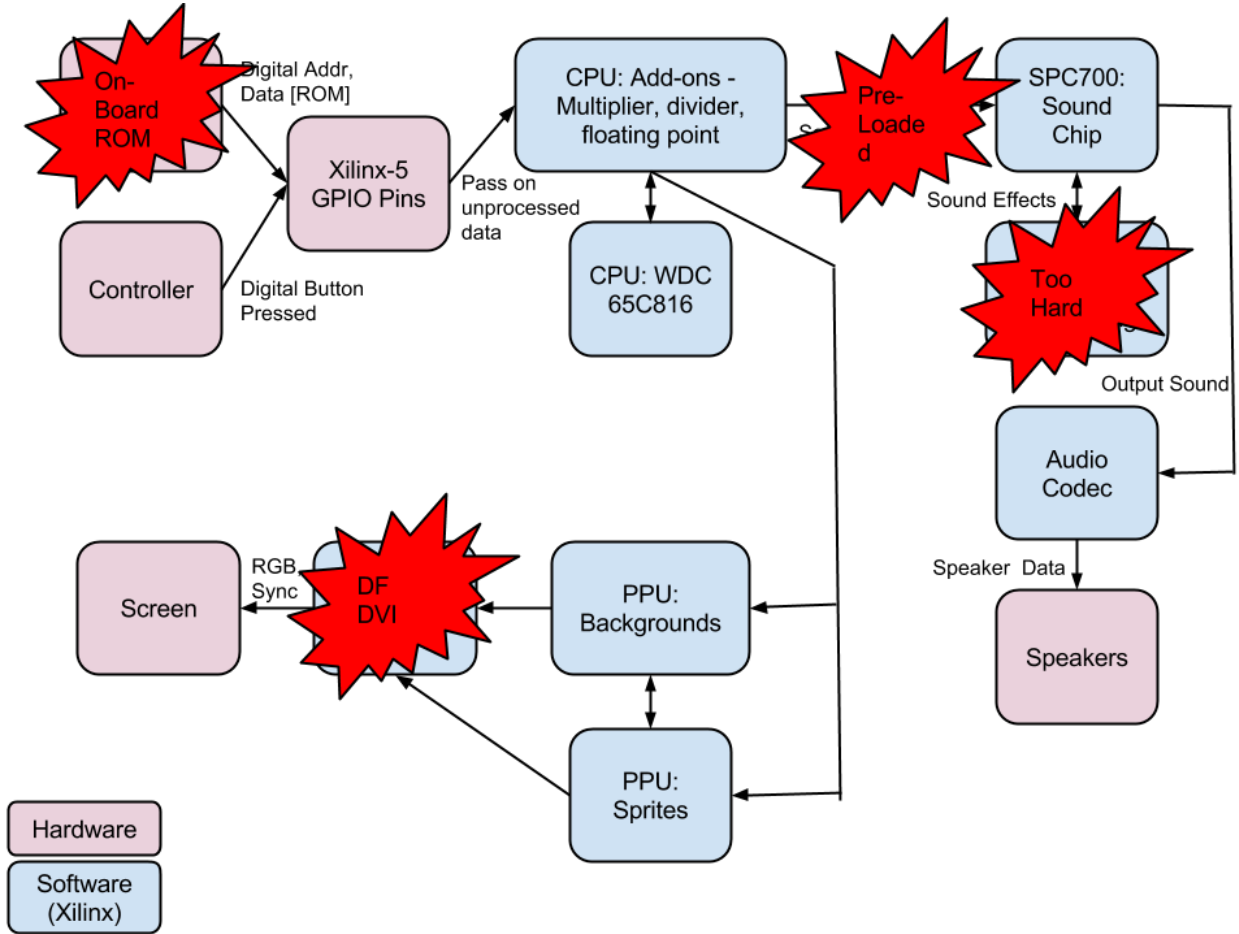 On-
Board
ROM
Digital Addr,
Data [ROM]
Controller
Digital Button
Pressed
Xilinx-5
GPIO Pins
Pass on
unprocessed
data
CPU: Add-ons -
Multiplier, divider,
floating point
CPU: WDC
65C816
Pre-
Loade
d
SPC700:
Sound
Chip
Sound Effects
Too
Hard
Output Sound
Audio
Codec
Speaker Data
Speakers
Screen
RGB,
Sync
DF
DVI
PPU:
Backgrounds
PPU:
Sprites
Hardware
Software
(Xilinx)